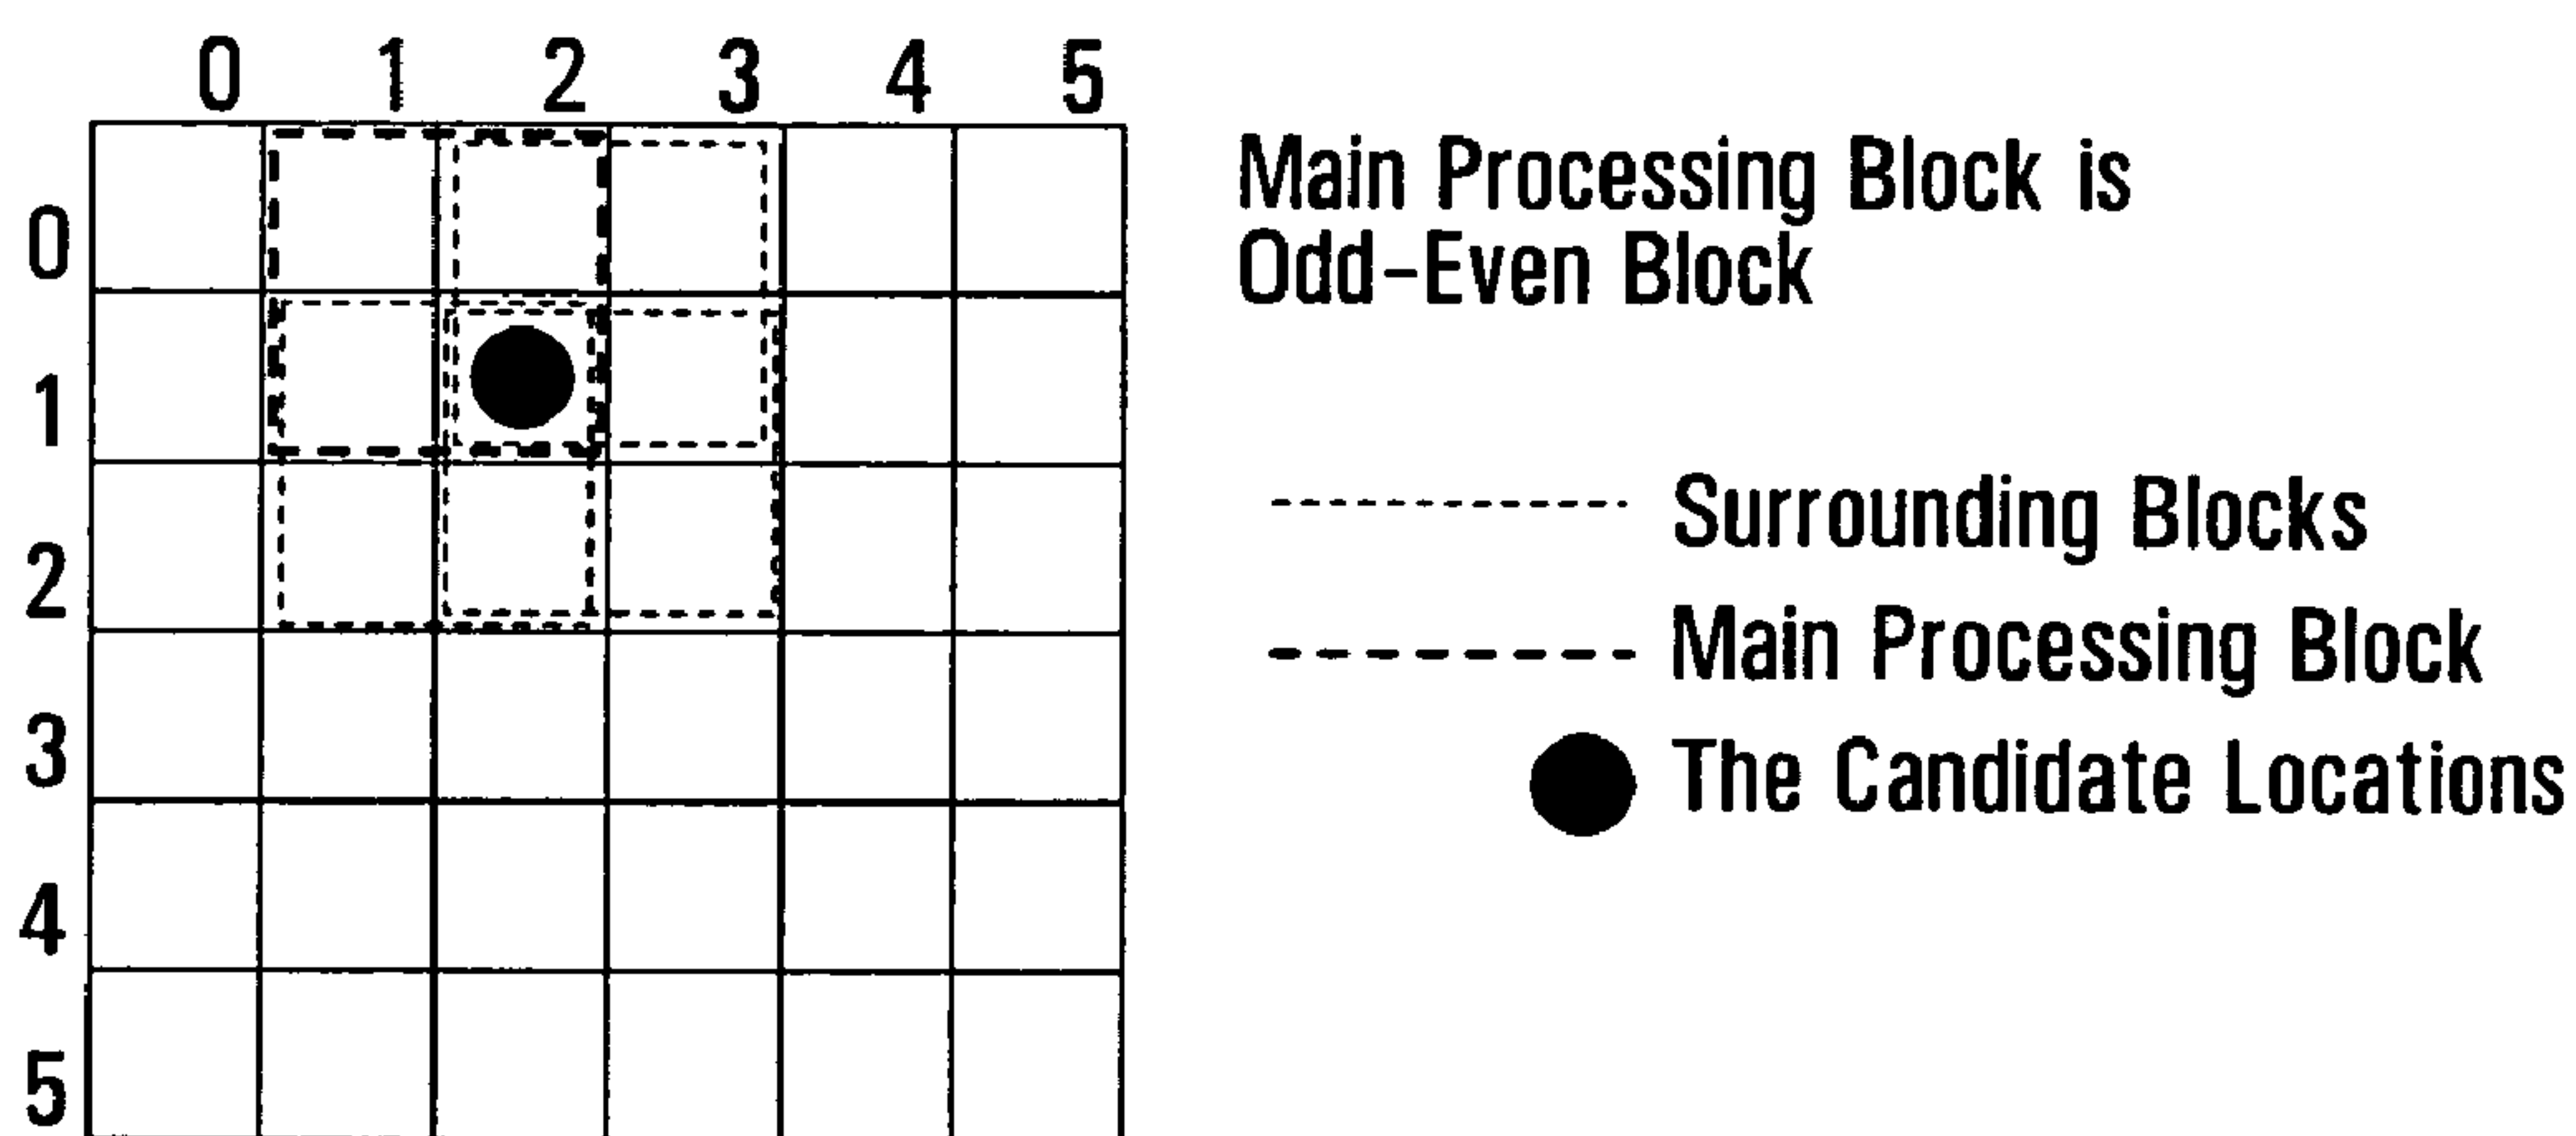 0 1 2 3 4 5
0
1
2
3
4
5
Main Processing Block is
Odd-Even Block
Surrounding Blocks
Main Processing Block
The Candidate Locations